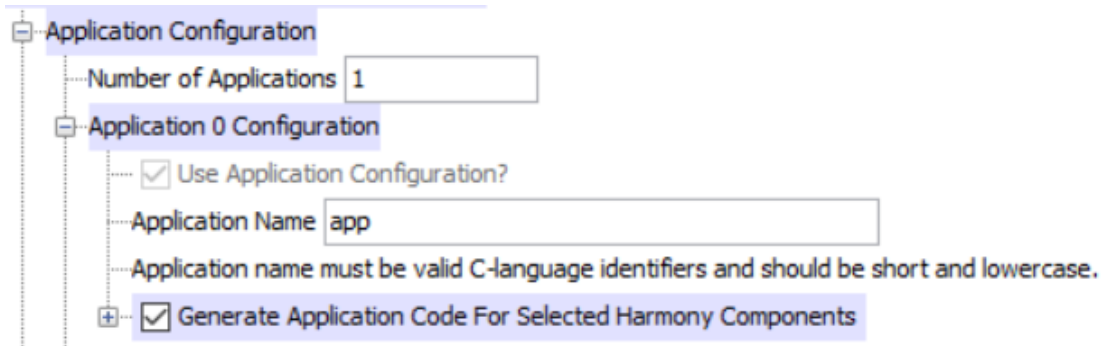 Application Configuration
Number of Applications 1
Application 0 Configuration
Use Application Configuration?
Application Name app
Application name must be valid C-language identifiers and should be short and lowercase.
Generate Application Code For Selected Harmony Components